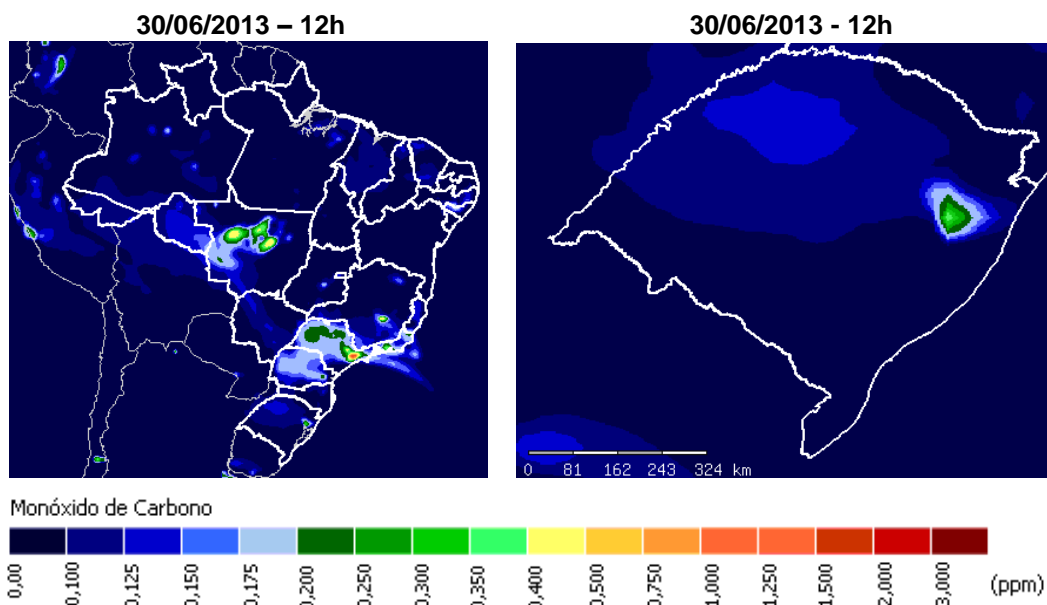 30/06/2013 – 12h
30/06/2013 - 12h
0 81 162 243 324 km
Monóxido de Carbono
0,00 0,100 0,125 0,150 0,175 0,200 0,250 0,300 0,350 0,400 0,500 0,750 1,000 1,250 1,500 2,000 3,000 (ppm)